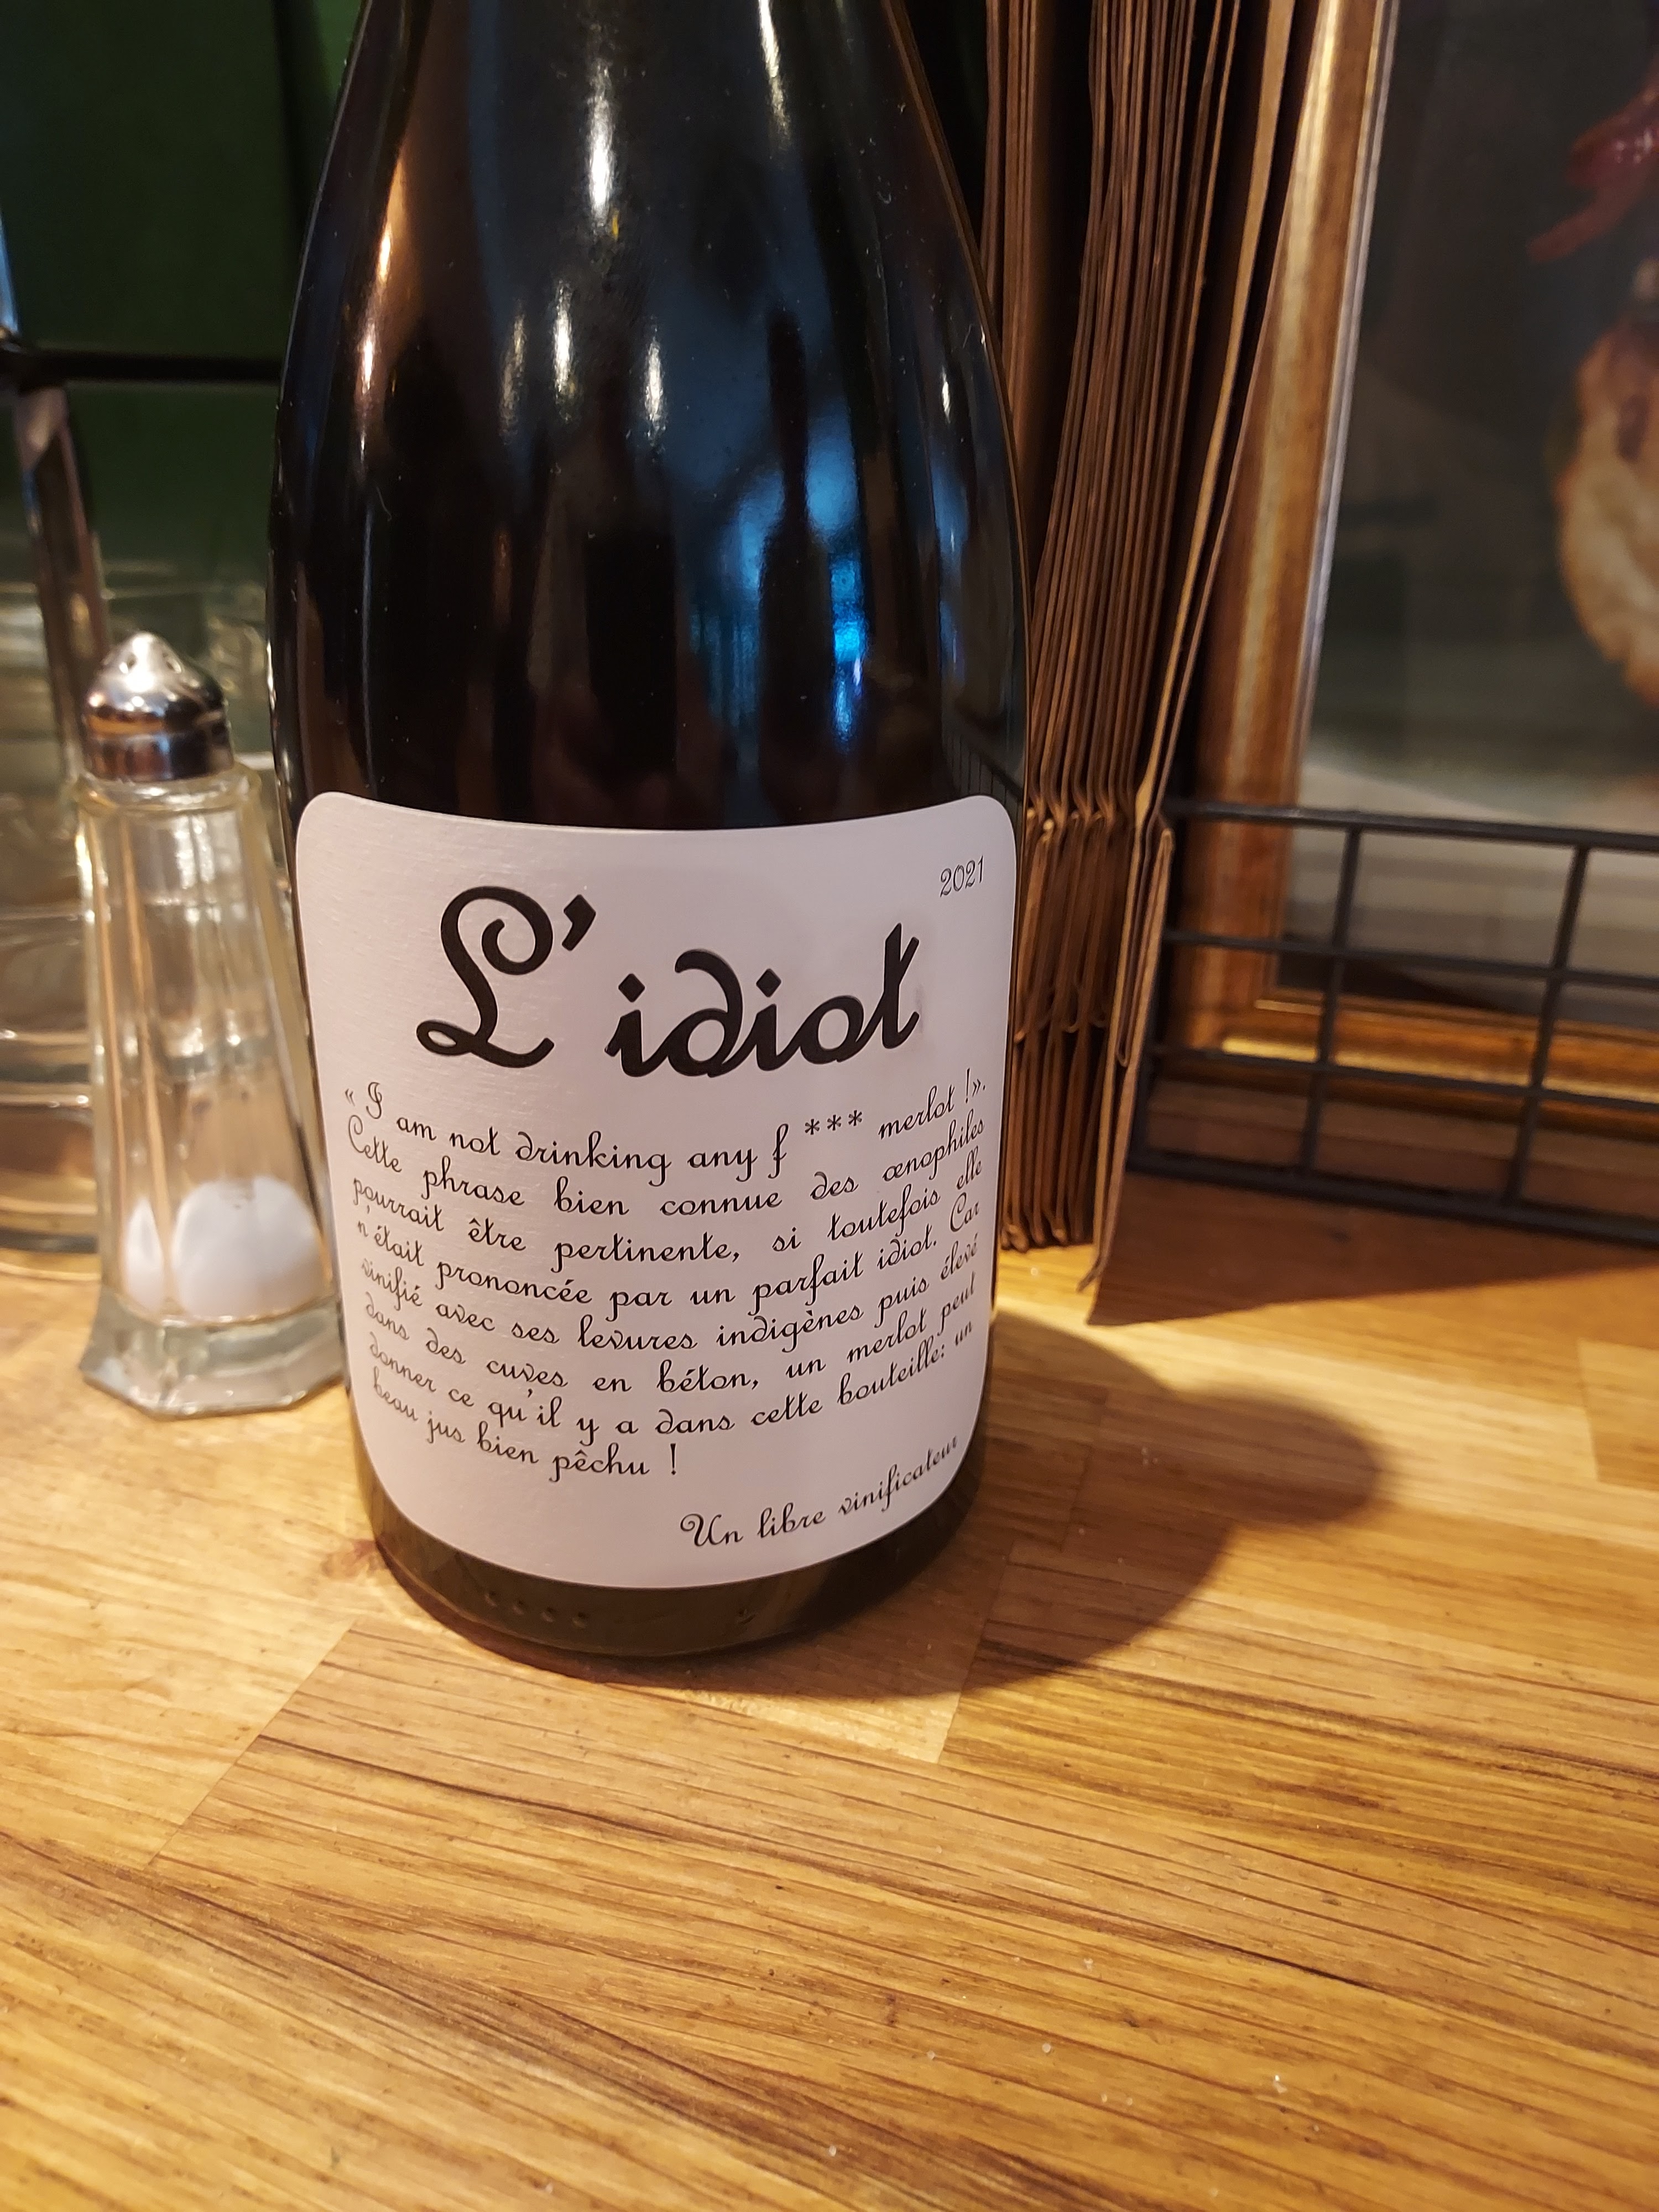 2021
L'idiot
« I am not drinking any f *** merlot !».
Cette phrase bien connue des œnophiles
pourrait être pertinente, si toutefois elle
n'était prononcée par un parfait idiot. Car
vinifié avec ses levures indigènes puis élevé
dans des cuves en béton, un merlot peut
donner ce qu'il y a dans cette bouteille: un
beau jus bien pêchu !
Un libre vinificateur